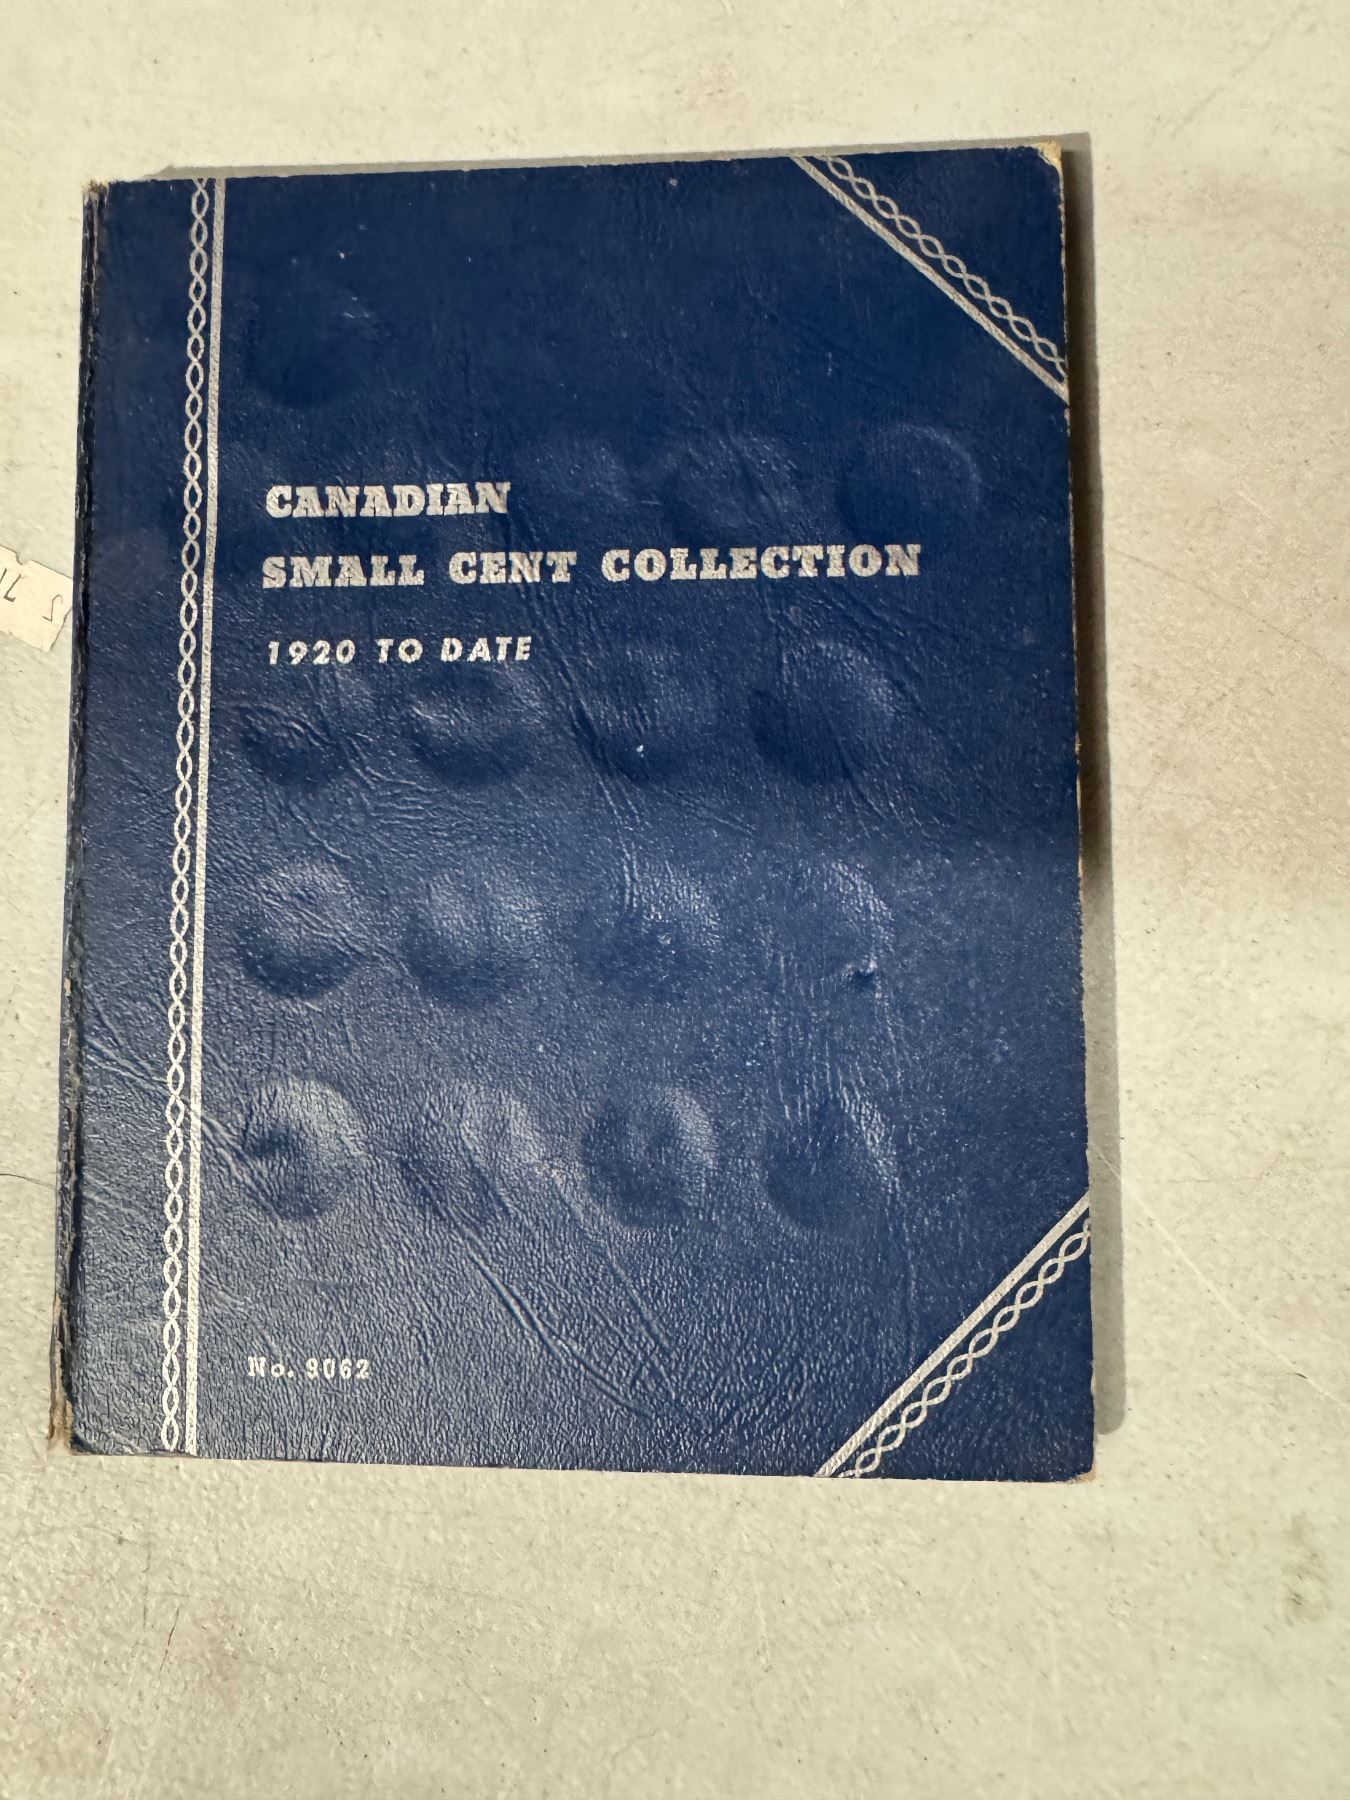 CANADIAN
SMALL CENT COLLECTION
1920 TO DATE
No. 9062